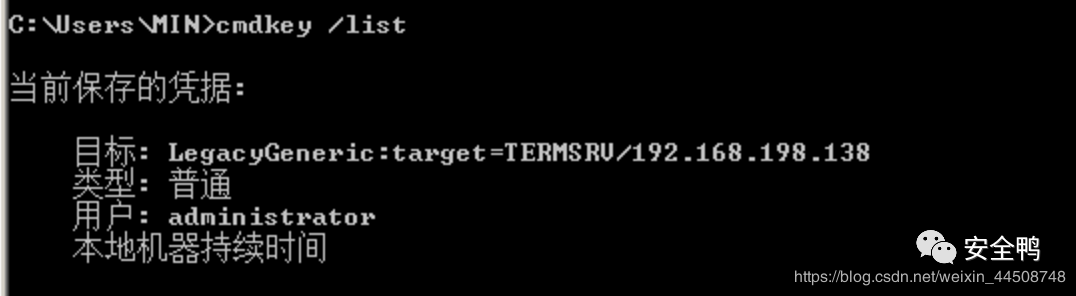 C:\Users\MIN>cmdkey /list
当前保存的凭据:
目标: LegacyGeneric:target=TERMSRV/192.168.198.138
类型: 普通
用户: administrator
本地机器持续时间
安全鸭
https://blog.csdn.net/weixin_44508748